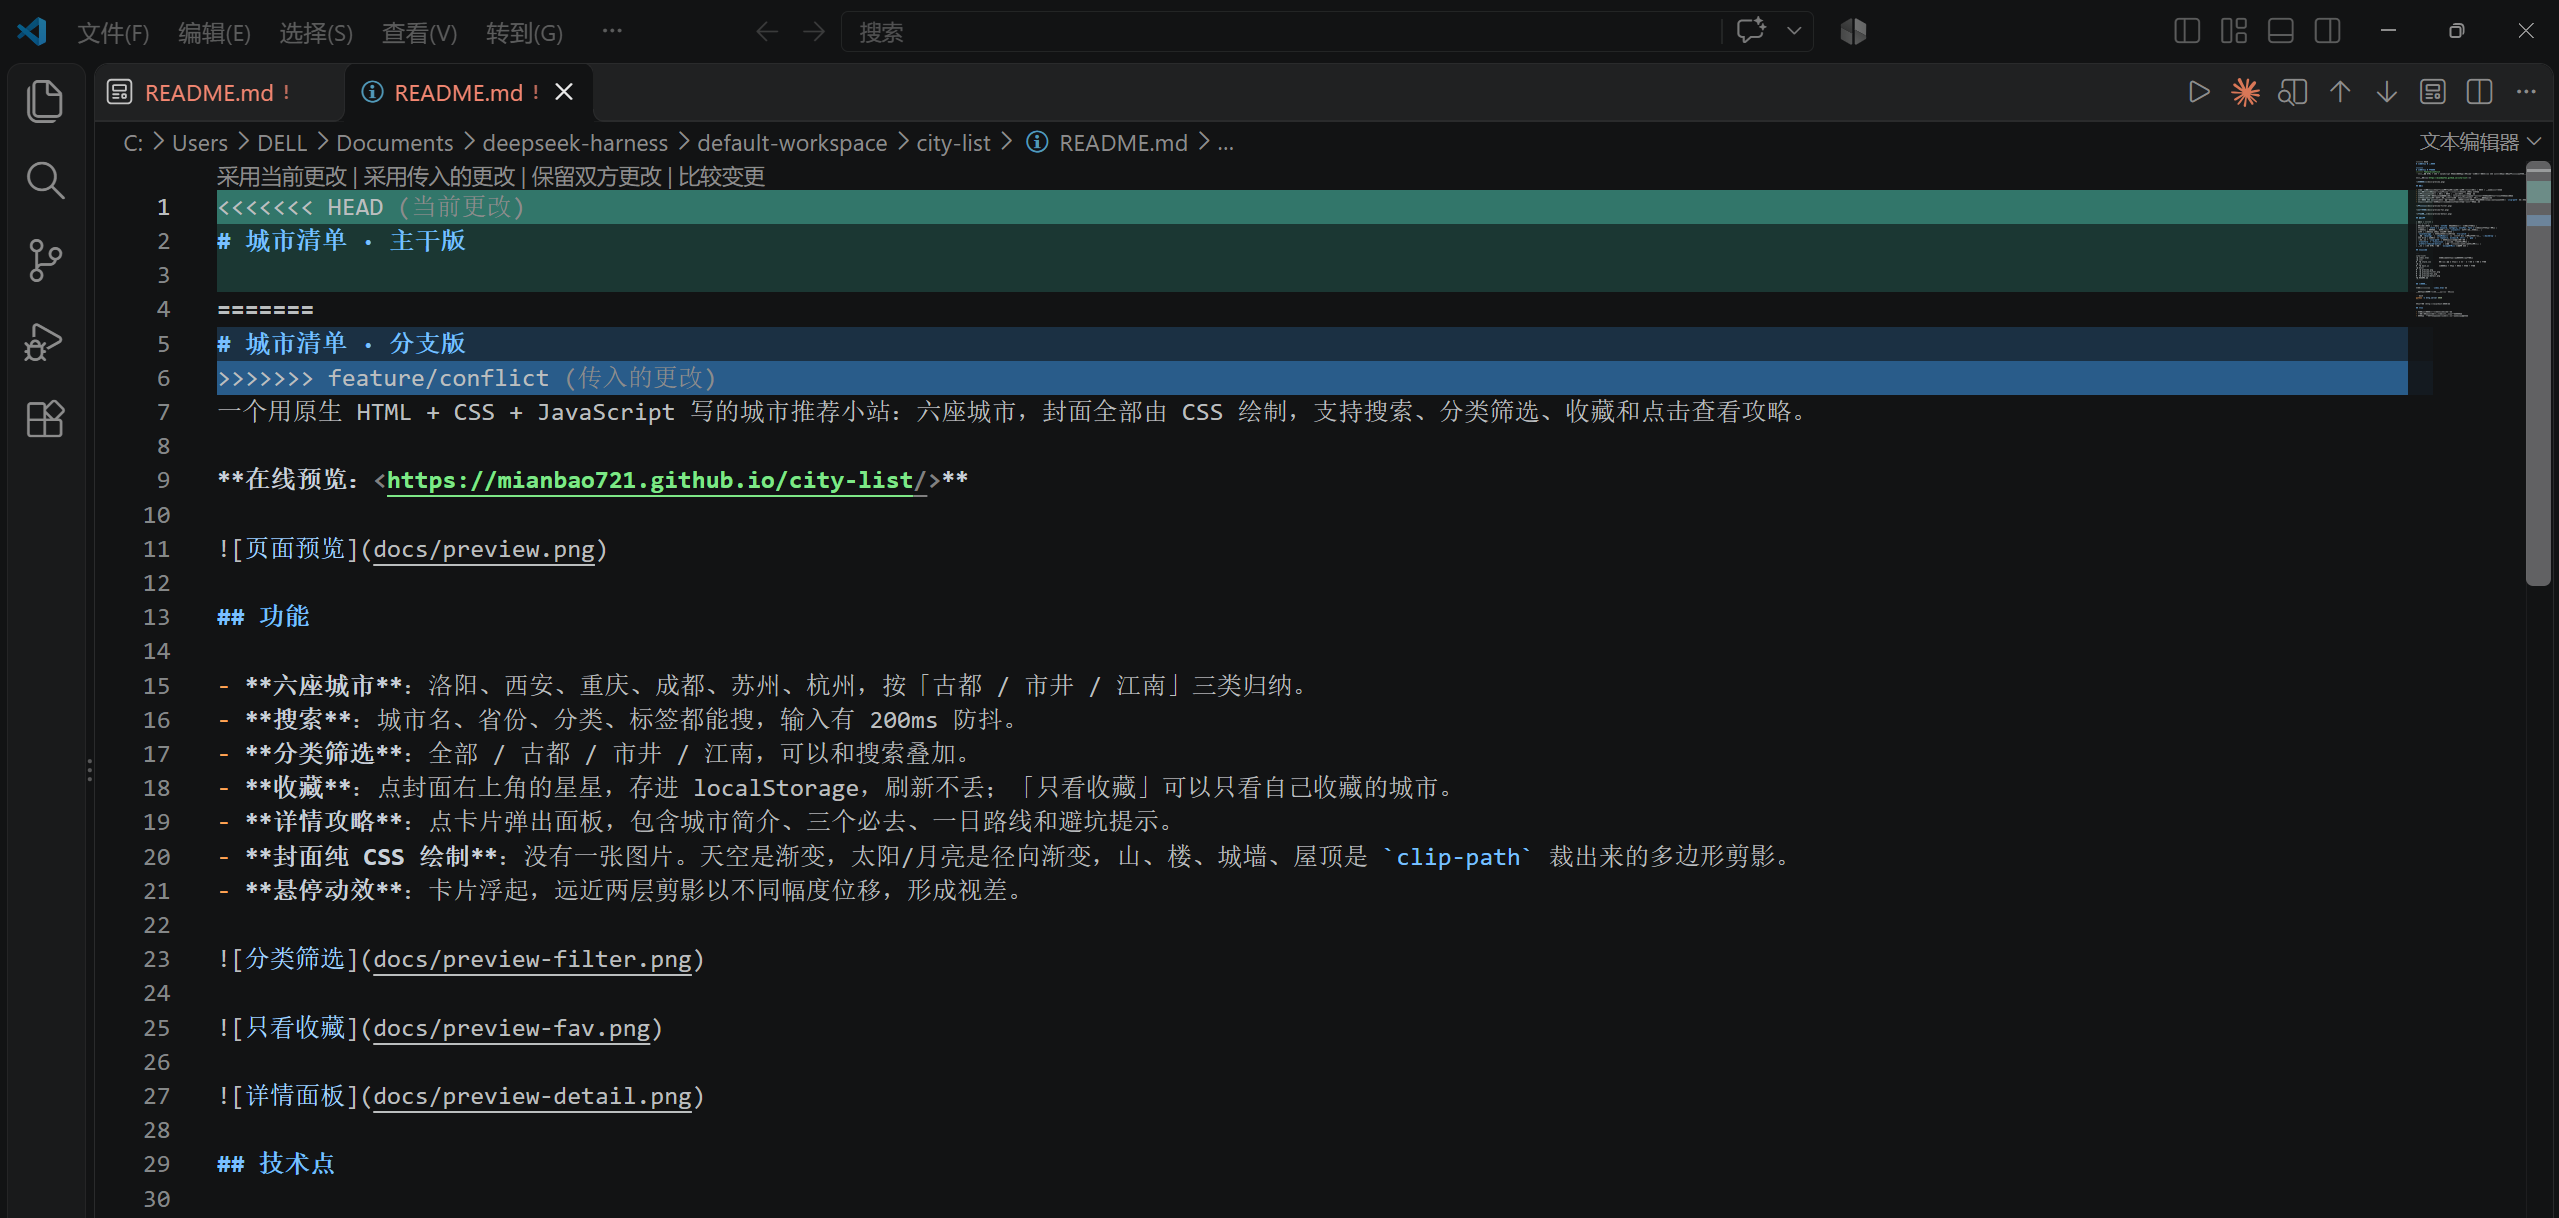 文件(F) 编辑(E) 选择(S) 查看(V) 转到(G) ··· 搜索
README.md ! README.md !
C: > Users > DELL > Documents > deepseek-harness > default-workspace > city-list > README.md > ... 文本编辑器
采用当前更改 | 采用传入的更改 | 保留双方更改 | 比较变更
1 <<<<<<< HEAD (当前更改)
2 # 城市清单 · 主干版
3
4 =======
5 # 城市清单 · 分支版
6 >>>>>>> feature/conflict (传入的更改)
7 一个用原生 HTML + CSS + JavaScript 写的城市推荐小站：六座城市，封面全部由 CSS 绘制，支持搜索、分类筛选、收藏和点击查看攻略。
8
9 **在线预览：<https://mianbao721.github.io/city-list/>**
10
11 ![页面预览](docs/preview.png)
12
13 ## 功能
14
15 - **六座城市**：洛阳、西安、重庆、成都、苏州、杭州，按「古都 / 市井 / 江南」三类归纳。
16 - **搜索**：城市名、省份、分类、标签都能搜，输入有 200ms 防抖。
17 - **分类筛选**：全部 / 古都 / 市井 / 江南，可以和搜索叠加。
18 - **收藏**：点封面右上角的星星，存进 localStorage，刷新不丢；「只看收藏」可以只看自己收藏的城市。
19 - **详情攻略**：点卡片弹出面板，包含城市简介、三个必去、一日路线和避坑提示。
20 - **封面纯 CSS 绘制**：没有一张图片。天空是渐变，太阳/月亮是径向渐变，山、楼、城墙、屋顶是 `clip-path` 裁出来的多边形剪影。
21 - **悬停动效**：卡片浮起，远近两层剪影以不同幅度位移，形成视差。
22
23 ![分类筛选](docs/preview-filter.png)
24
25 ![只看收藏](docs/preview-fav.png)
26
27 ![详情面板](docs/preview-detail.png)
28
29 ## 技术点
30